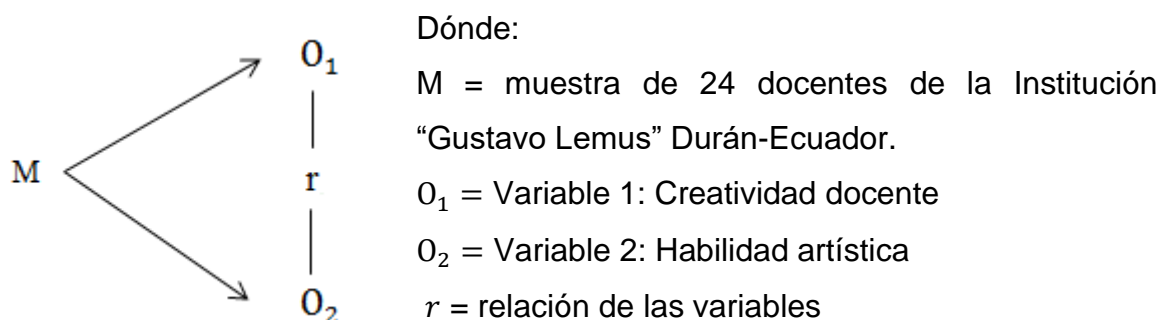 O₁
M
r
O₂
Dónde:
M = muestra de 24 docentes de la Institución
“Gustavo Lemus” Durán-Ecuador.
O₁ = Variable 1: Creatividad docente
O₂ = Variable 2: Habilidad artística
r = relación de las variables